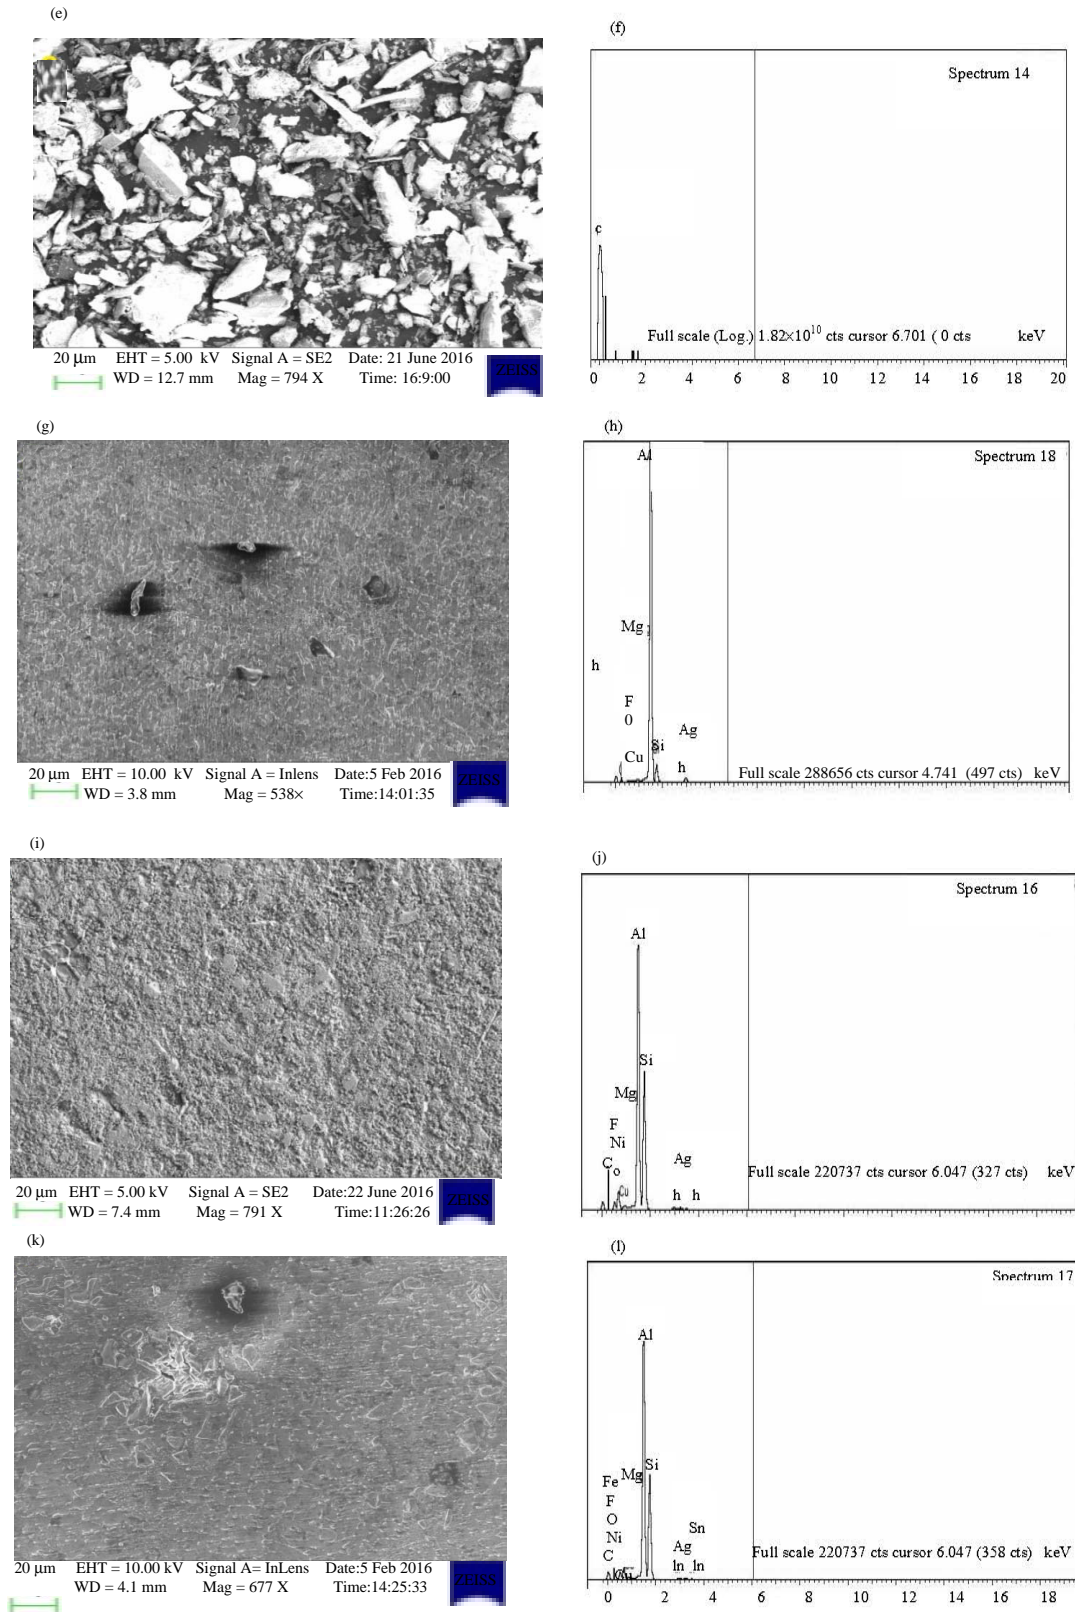 (e)
(f)
Spectrum 14
c
Full scale (Log.) 1.82×10¹⁰ cts cursor 6.701 ( 0 cts keV
0 2 4 6 8 10 12 14 16 18 20
20 µm EHT = 5.00 kV Signal A = SE2 Date: 21 June 2016
WD = 12.7 mm Mag = 794 X Time: 16:9:00
ZEISS
(g)
(h)
Spectrum 18
Al
Mg
h
F
0
Cu
Si
Ag
h
Full scale 288656 cts cursor 4.741 (497 cts) keV
20 µm EHT = 10.00 kV Signal A = Inlens Date:5 Feb 2016
WD = 3.8 mm Mag = 538× Time:14:01:35
ZEISS
(i)
(j)
Spectrum 16
Al
Si
Mg
F
Ni
C o
Cu
Ag
h h
Full scale 220737 cts cursor 6.047 (327 cts) keV
20 µm EHT = 5.00 kV Signal A = SE2 Date:22 June 2016
WD = 7.4 mm Mag = 791 X Time:11:26:26
ZEISS
(k)
(l)
Spectrum 17
Al
Si
Mg
Fe
F
O
Ni
C
Sn
Ag
ln ln
Full scale 220737 cts cursor 6.047 (358 cts) keV
0 2 4 6 8 10 12 14 16 18
20 µm EHT = 10.00 kV Signal A= InLens Date:5 Feb 2016
WD = 4.1 mm Mag = 677 X Time:14:25:33
ZEISS